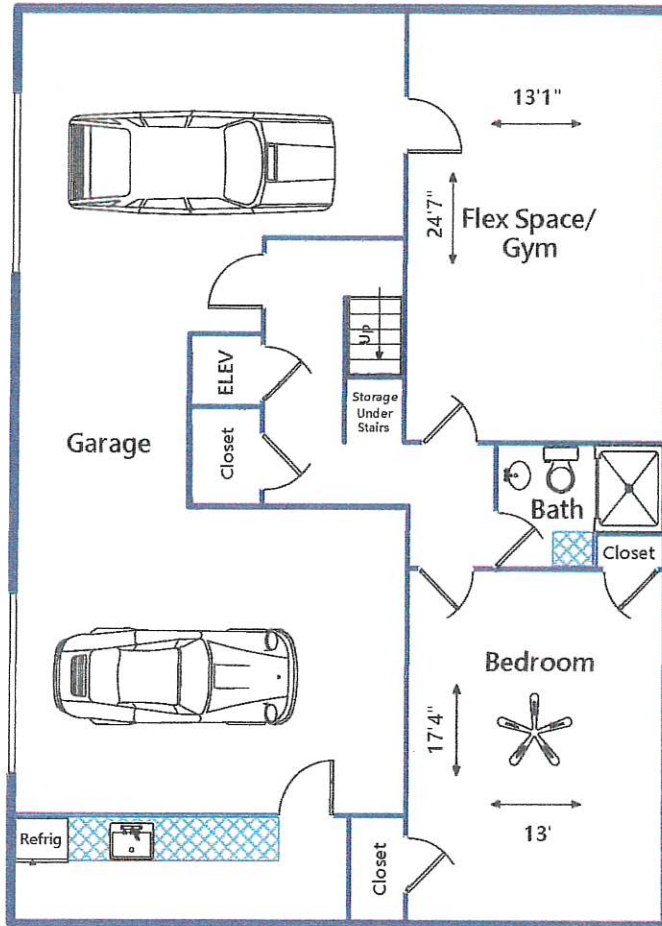 13'1"
24'7"
Flex Space/
Gym
UP
ELEV
Storage
Under
Stairs
Garage
Closet
Bath
Closet
Bedroom
17'4"
13'
Refrig
Closet